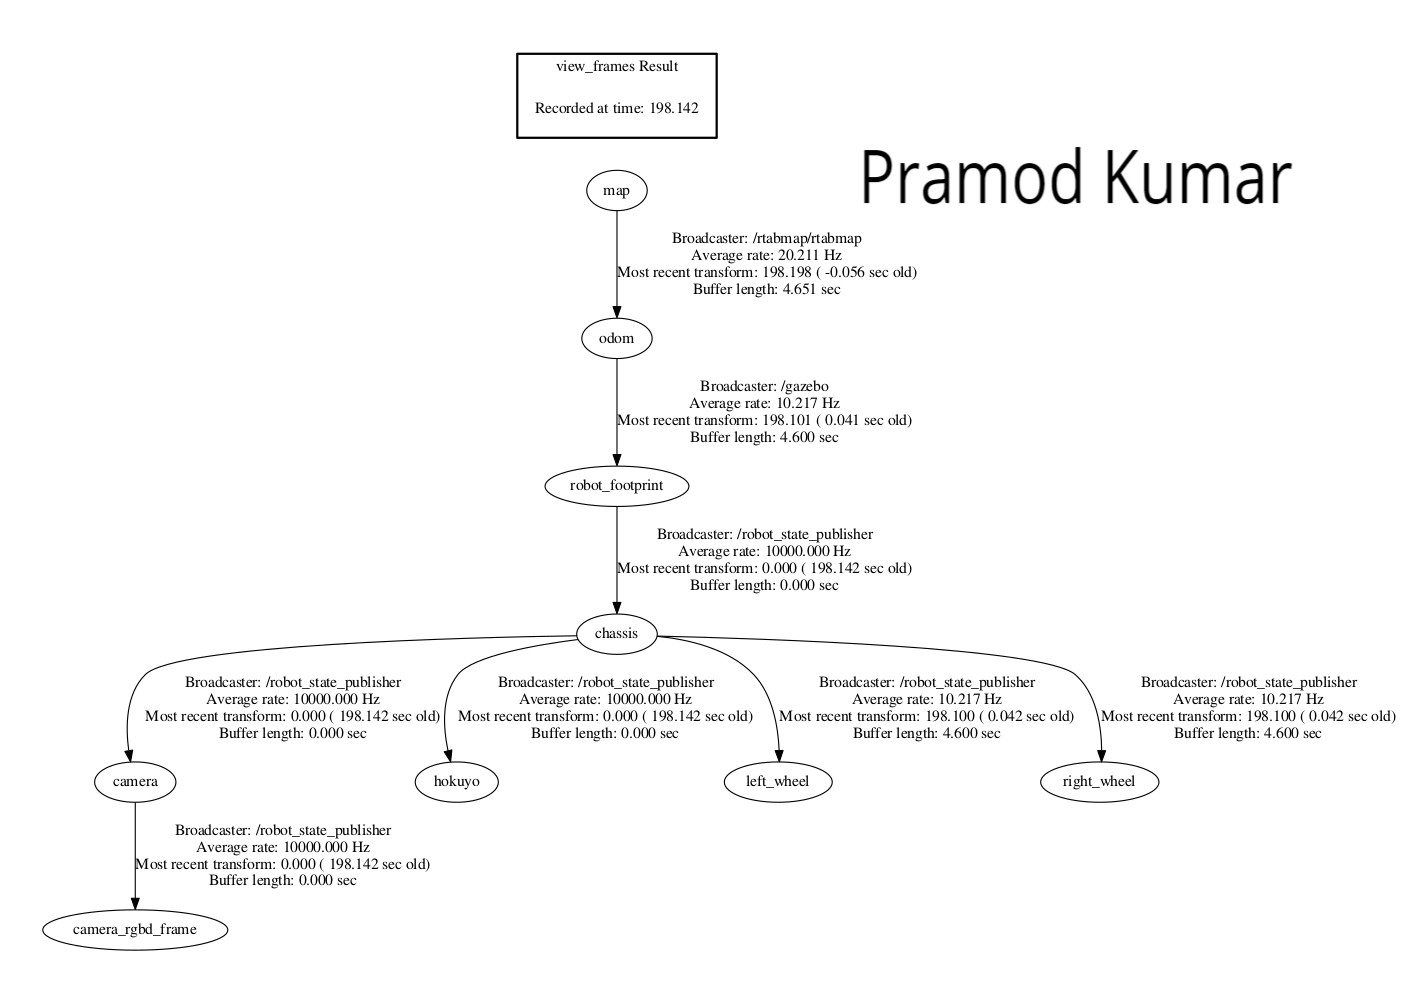 view_frames Result
Recorded at time: 198.142
Pramod Kumar
map
Broadcaster: /rtabmap/rtabmap
Average rate: 20.211 Hz
Most recent transform: 198.198 ( -0.056 sec old)
Buffer length: 4.651 sec
odom
Broadcaster: /gazebo
Average rate: 10.217 Hz
Most recent transform: 198.101 ( 0.041 sec old)
Buffer length: 4.600 sec
robot_footprint
Broadcaster: /robot_state_publisher
Average rate: 10000.000 Hz
Most recent transform: 0.000 ( 198.142 sec old)
Buffer length: 0.000 sec
chassis
Broadcaster: /robot_state_publisher
Average rate: 10000.000 Hz
Most recent transform: 0.000 ( 198.142 sec old)
Buffer length: 0.000 sec
Broadcaster: /robot_state_publisher
Average rate: 10000.000 Hz
Most recent transform: 0.000 ( 198.142 sec old)
Buffer length: 0.000 sec
Broadcaster: /robot_state_publisher
Average rate: 10.217 Hz
Most recent transform: 198.100 ( 0.042 sec old)
Buffer length: 4.600 sec
Broadcaster: /robot_state_publisher
Average rate: 10.217 Hz
Most recent transform: 198.100 ( 0.042 sec old)
Buffer length: 4.600 sec
camera
hokuyo
left_wheel
right_wheel
Broadcaster: /robot_state_publisher
Average rate: 10000.000 Hz
Most recent transform: 0.000 ( 198.142 sec old)
Buffer length: 0.000 sec
camera_rgbd_frame